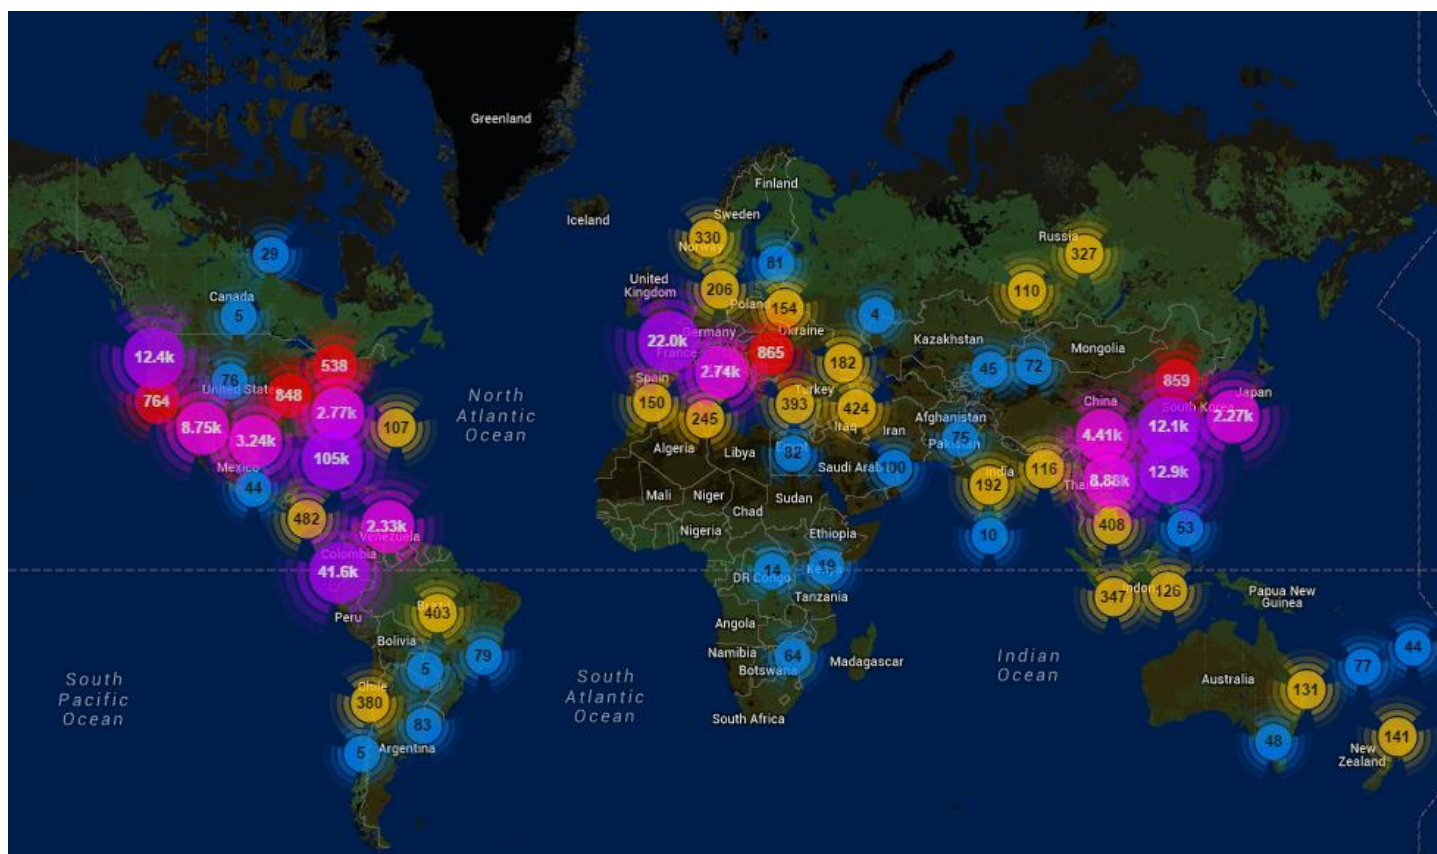 Greenland
Finland
Iceland
Sweden
330
Norway
Russia
327
29
81
United
Kingdom
206
110
Canada
Poland
154
5
4
Ukraine
22.0k
Germany
Kazakhstan
12.4k
France
865
Mongolia
538
2.74k
182
45
72
76
United State
848
859
764
Spain
Turkey
Japan
North
Atlantic
Ocean
150
393
424
China
South Korea
2.27k
8.75k
2.77k
107
245
Iraq
Iran
Afghanistan
75
Pakistan
4.41k
12.1k
3.24k
Algeria
Libya
82
105k
Mexico
Saudi Arab
100
India
116
12.9k
44
192
8.88k
Mali
Niger
Sudan
Chad
482
2.33k
Venezuela
Nigeria
Ethiopia
10
408
53
Colombia
41.6k
14
DR Congo
19
Kenya
Tanzania
347
Indon
126
Papua New
Guinea
403
Peru
Angola
Bolivia
79
5
Namibia
64
Botswana
Madagascar
Indian
Ocean
44
77
South
Pacific
Ocean
South
Atlantic
Ocean
Chile
380
Australia
131
83
South Africa
5
Argentina
48
141
New
Zealand